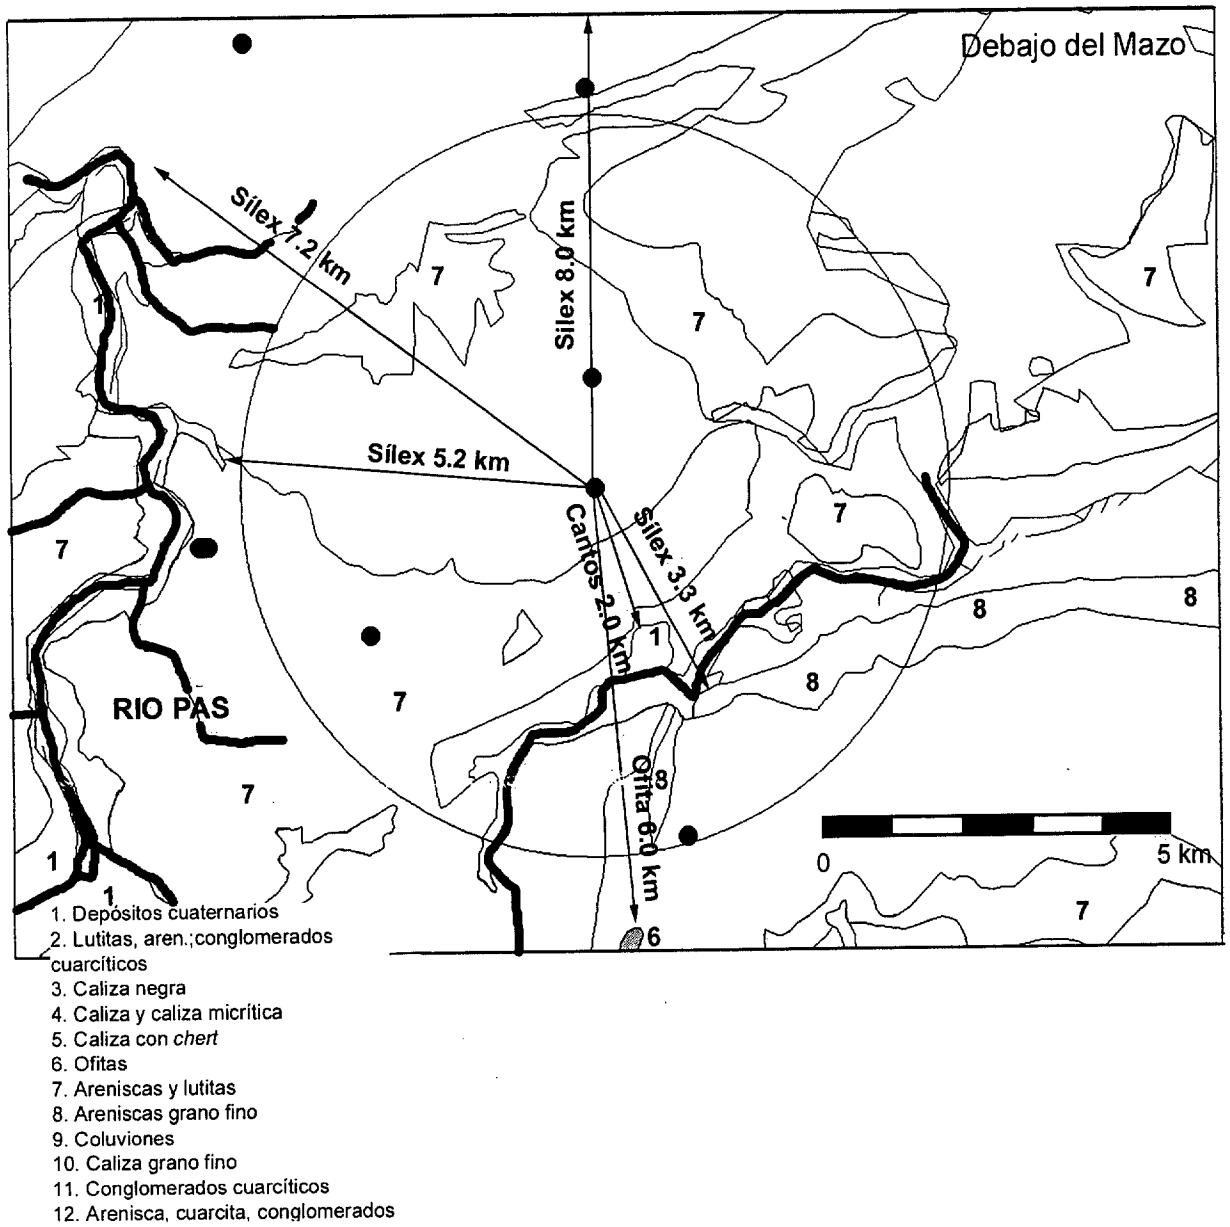 Debajo del Mazo
Sílex 7.2 km
Sílex 8.0 km
7
7
1
7
Sílex 5.2 km
7
Cantos 2.0 km
Sílex 3.3 km
7
8
8
1
8
7
RIO PAS
8
Ofita 6.0 km
7
0
5 km
1
1
7
6
1. Depósitos cuaternarios
2. Lutitas, aren.;conglomerados
cuarcíticos
3. Caliza negra
4. Caliza y caliza micrítica
5. Caliza con chert
6. Ofitas
7. Areniscas y lutitas
8. Areniscas grano fino
9. Coluviones
10. Caliza grano fino
11. Conglomerados cuarcíticos
12. Arenisca, cuarcita, conglomerados